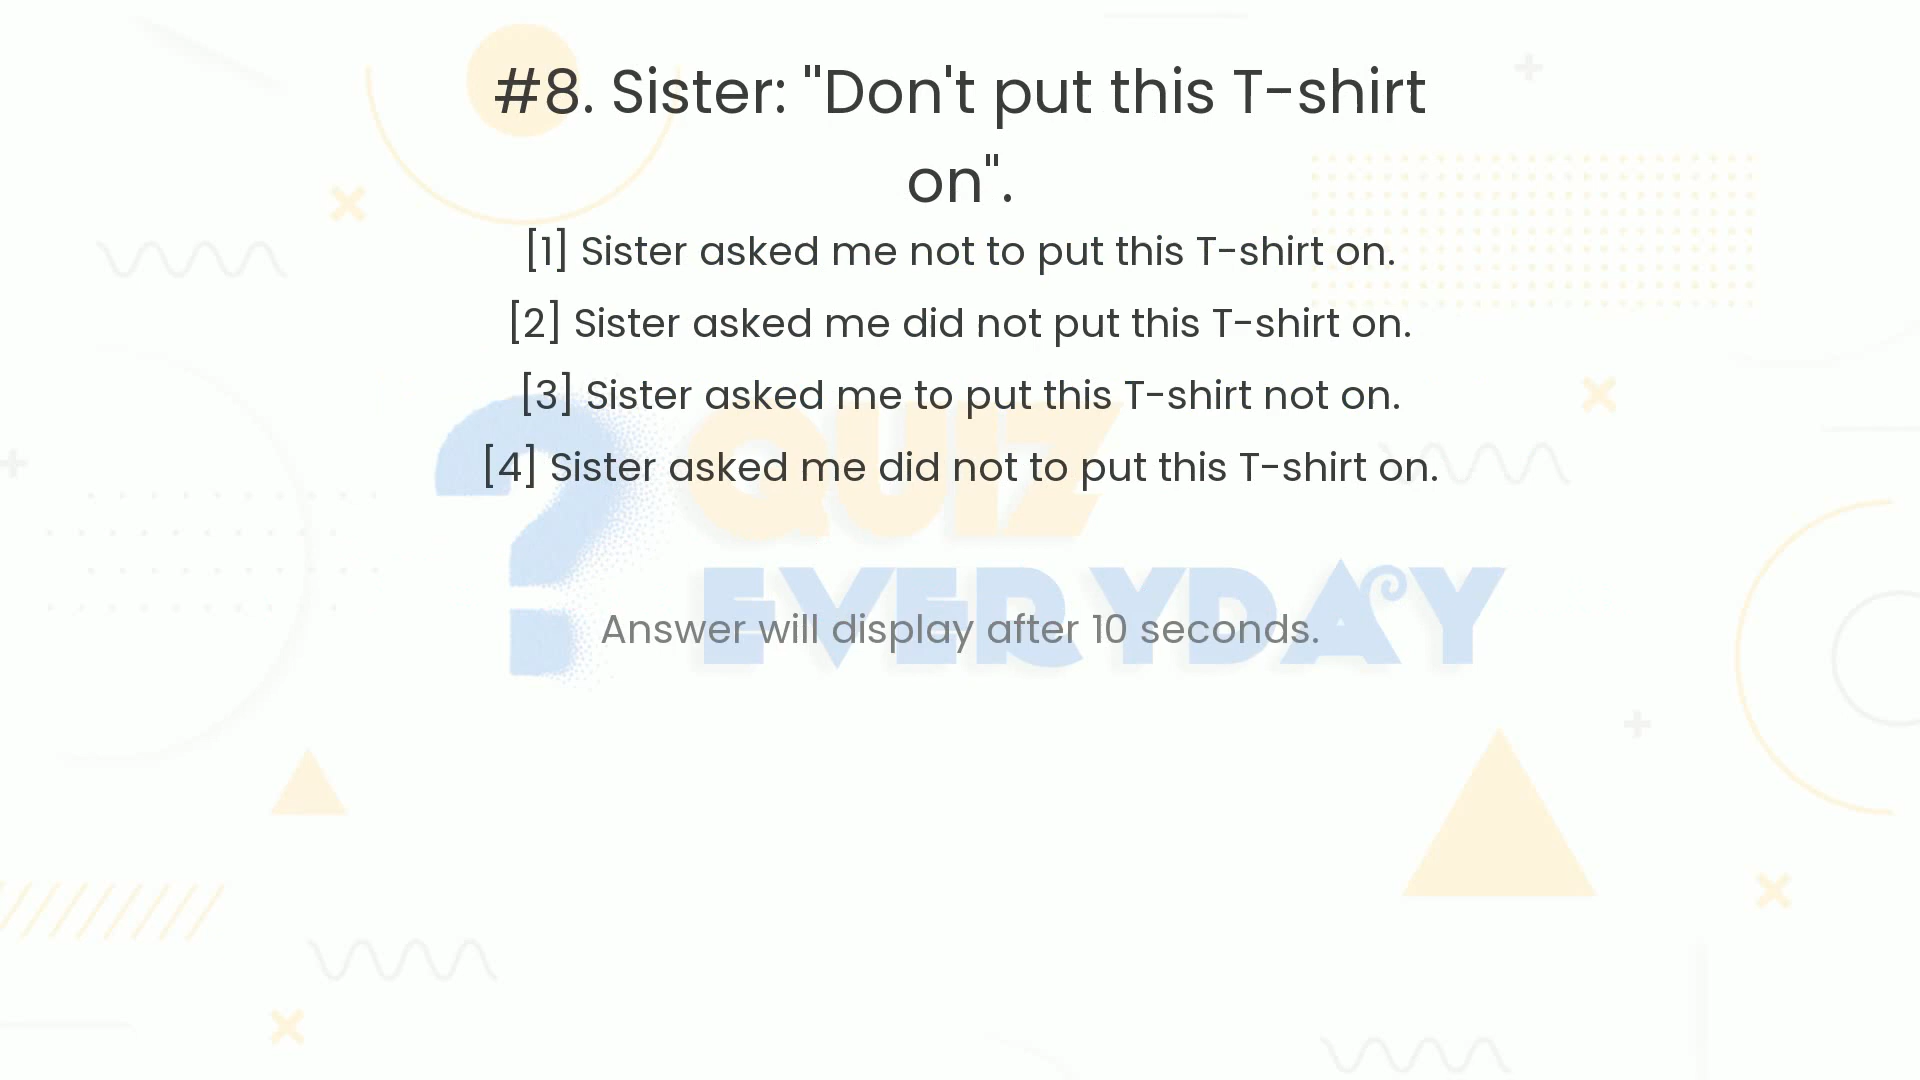 #8. Sister: "Don't put this T-shirt
on".
[1] Sister asked me not to put this T-shirt on.
[2] Sister asked me did not put this T-shirt on.
[3] Sister asked me to put this T-shirt not on.
[4] Sister asked me did not to put this T-shirt on.
? QUIZ
EVERYDAY
Answer will display after 10 seconds.